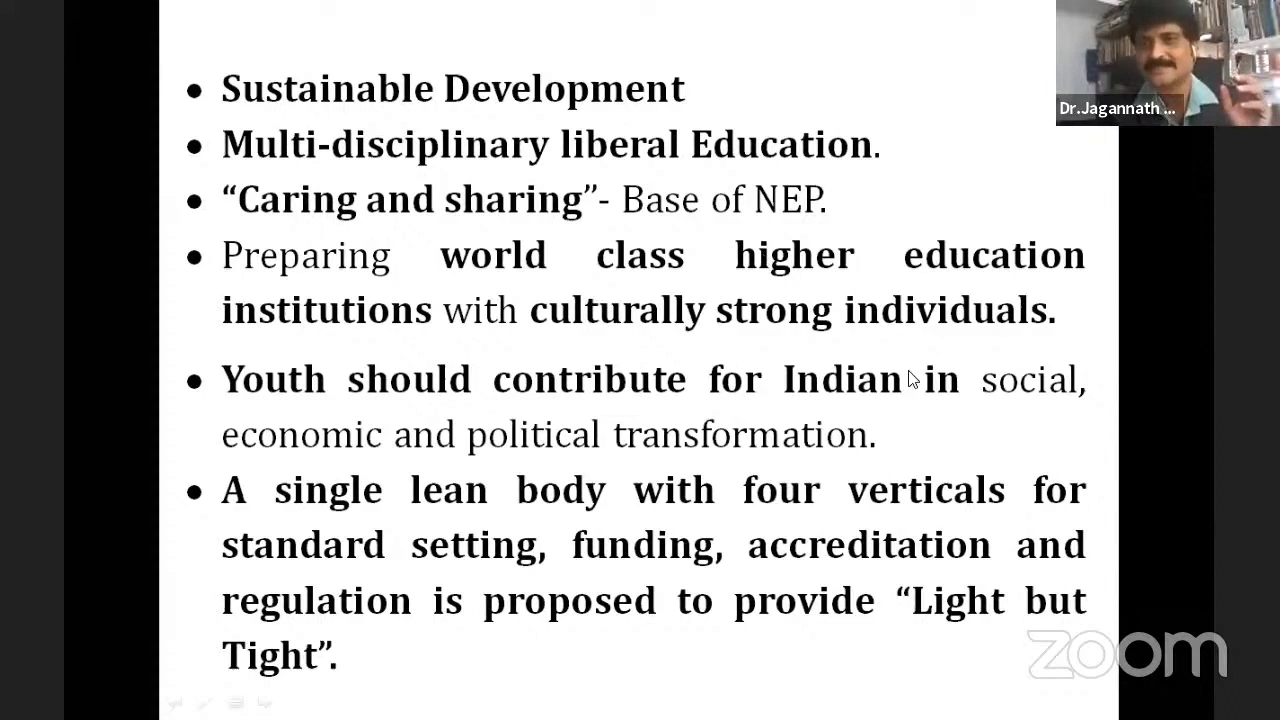 Dr.Jagannath ...
• Sustainable Development
• Multi-disciplinary liberal Education.
• “Caring and sharing”- Base of NEP.
• Preparing world class higher education
institutions with culturally strong individuals.
• Youth should contribute for Indian in social,
economic and political transformation.
• A single lean body with four verticals for
standard setting, funding, accreditation and
regulation is proposed to provide “Light but
Tight”.
zoom